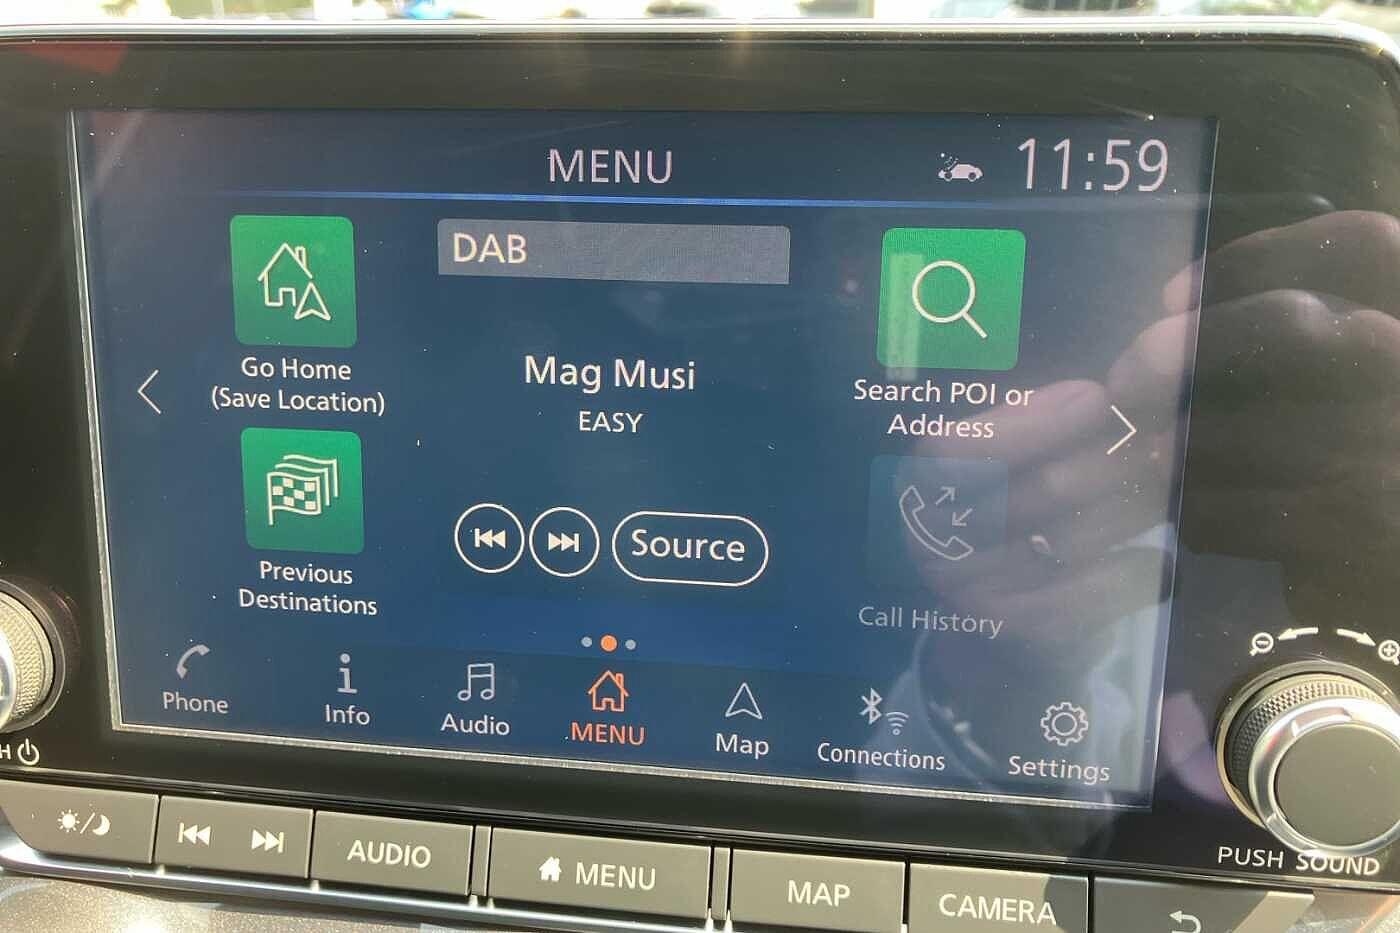 MENU
11:59
DAB
Go Home
(Save Location)
Mag Musi
EASY
Search POI or
Address
Previous
Destinations
Source
Call History
Phone
Info
Audio
MENU
Map
Connections
Settings
AUDIO
MENU
MAP
CAMERA
PUSH SOUND